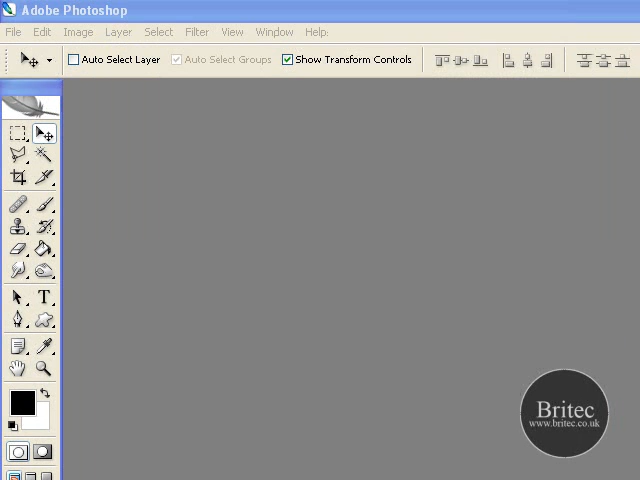 Adobe Photoshop
File Edit Image Layer Select Filter View Window Help:
Auto Select Layer Auto Select Groups Show Transform Controls
T
Britec
www.britec.co.uk